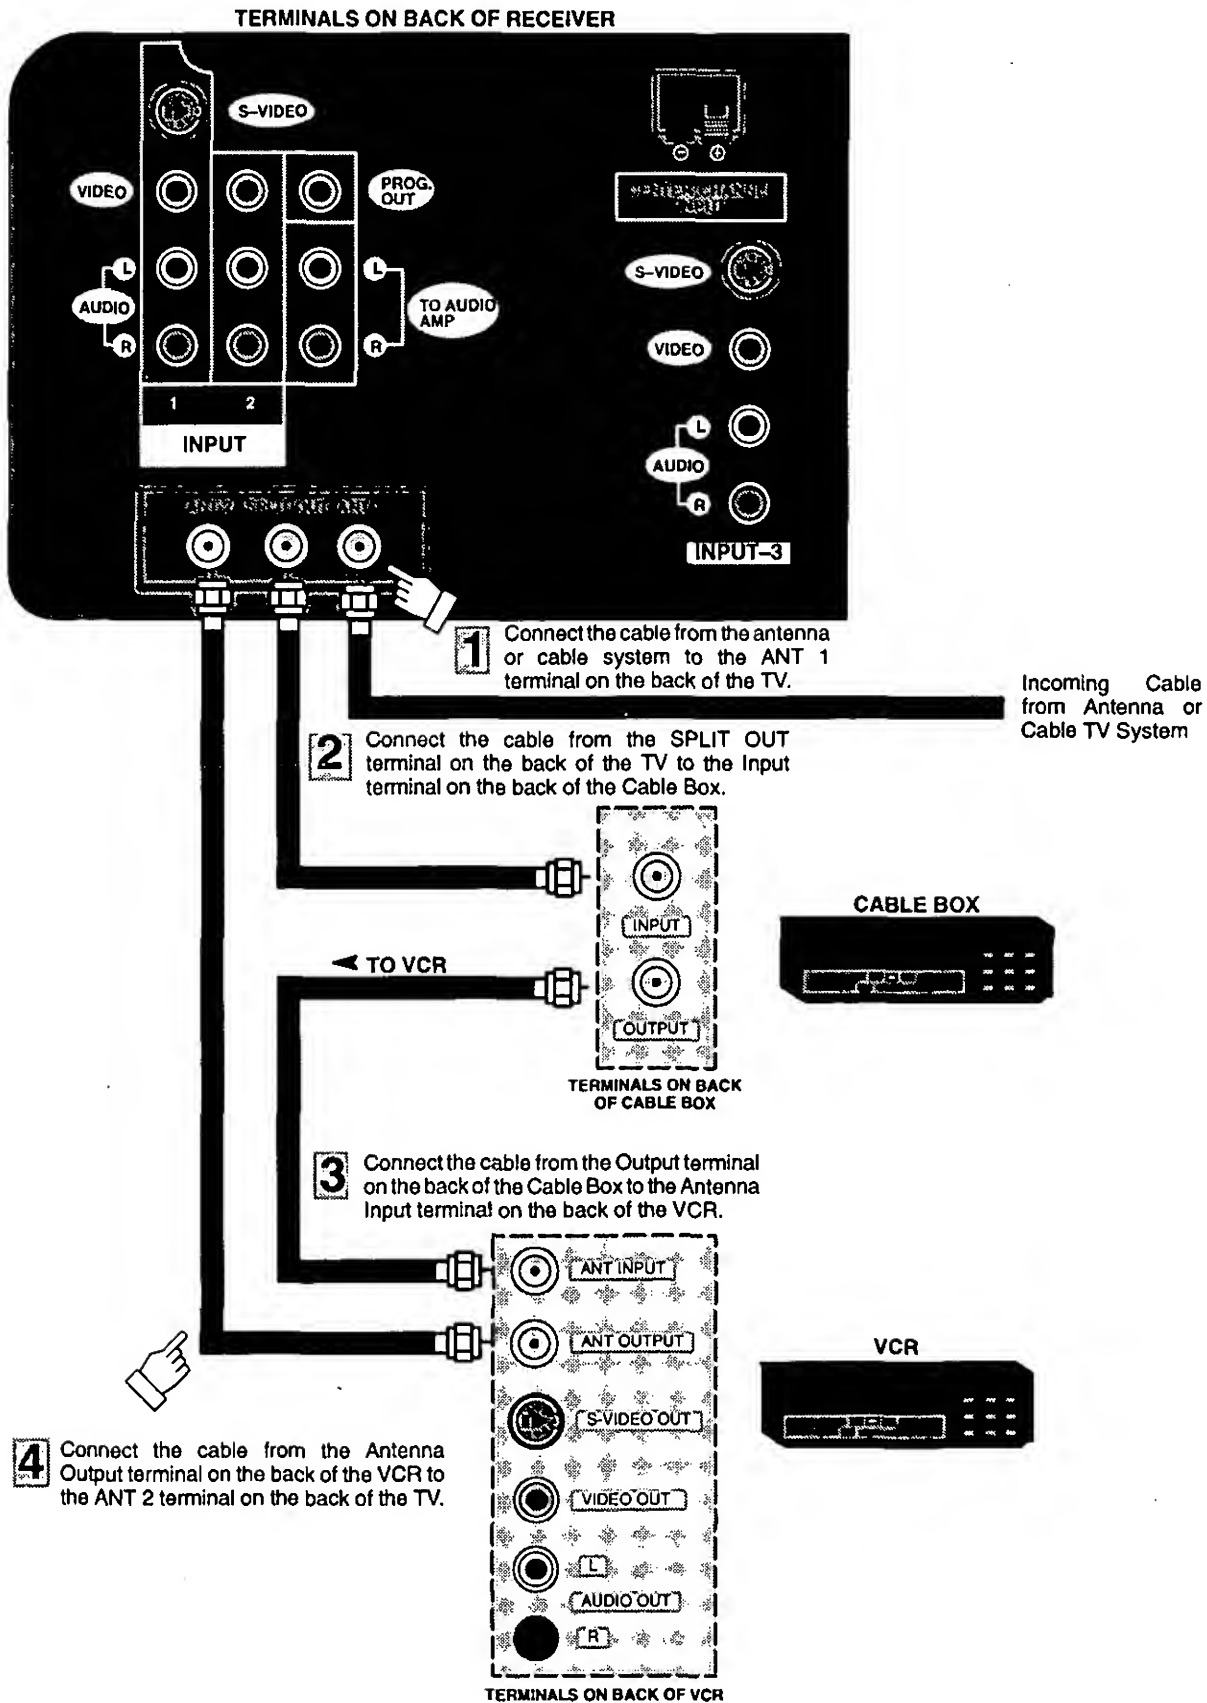 TERMINALS ON BACK OF RECEIVER
S–VIDEO
VIDEO
PROG. OUT
L
AUDIO
R
L
TO AUDIO AMP
R
1 2
INPUT
– +
S–VIDEO
VIDEO
L
AUDIO
R
INPUT–3
1 Connect the cable from the antenna
or cable system to the ANT 1
terminal on the back of the TV.
Incoming Cable
from Antenna or
Cable TV System
2 Connect the cable from the SPLIT OUT
terminal on the back of the TV to the Input
terminal on the back of the Cable Box.
INPUT
CABLE BOX
TO VCR
OUTPUT
TERMINALS ON BACK
OF CABLE BOX
3 Connect the cable from the Output terminal
on the back of the Cable Box to the Antenna
Input terminal on the back of the VCR.
ANT INPUT
ANT OUTPUT
VCR
S-VIDEO OUT
4 Connect the cable from the Antenna
Output terminal on the back of the VCR to
the ANT 2 terminal on the back of the TV.
VIDEO OUT
L
AUDIO OUT
R
TERMINALS ON BACK OF VCR